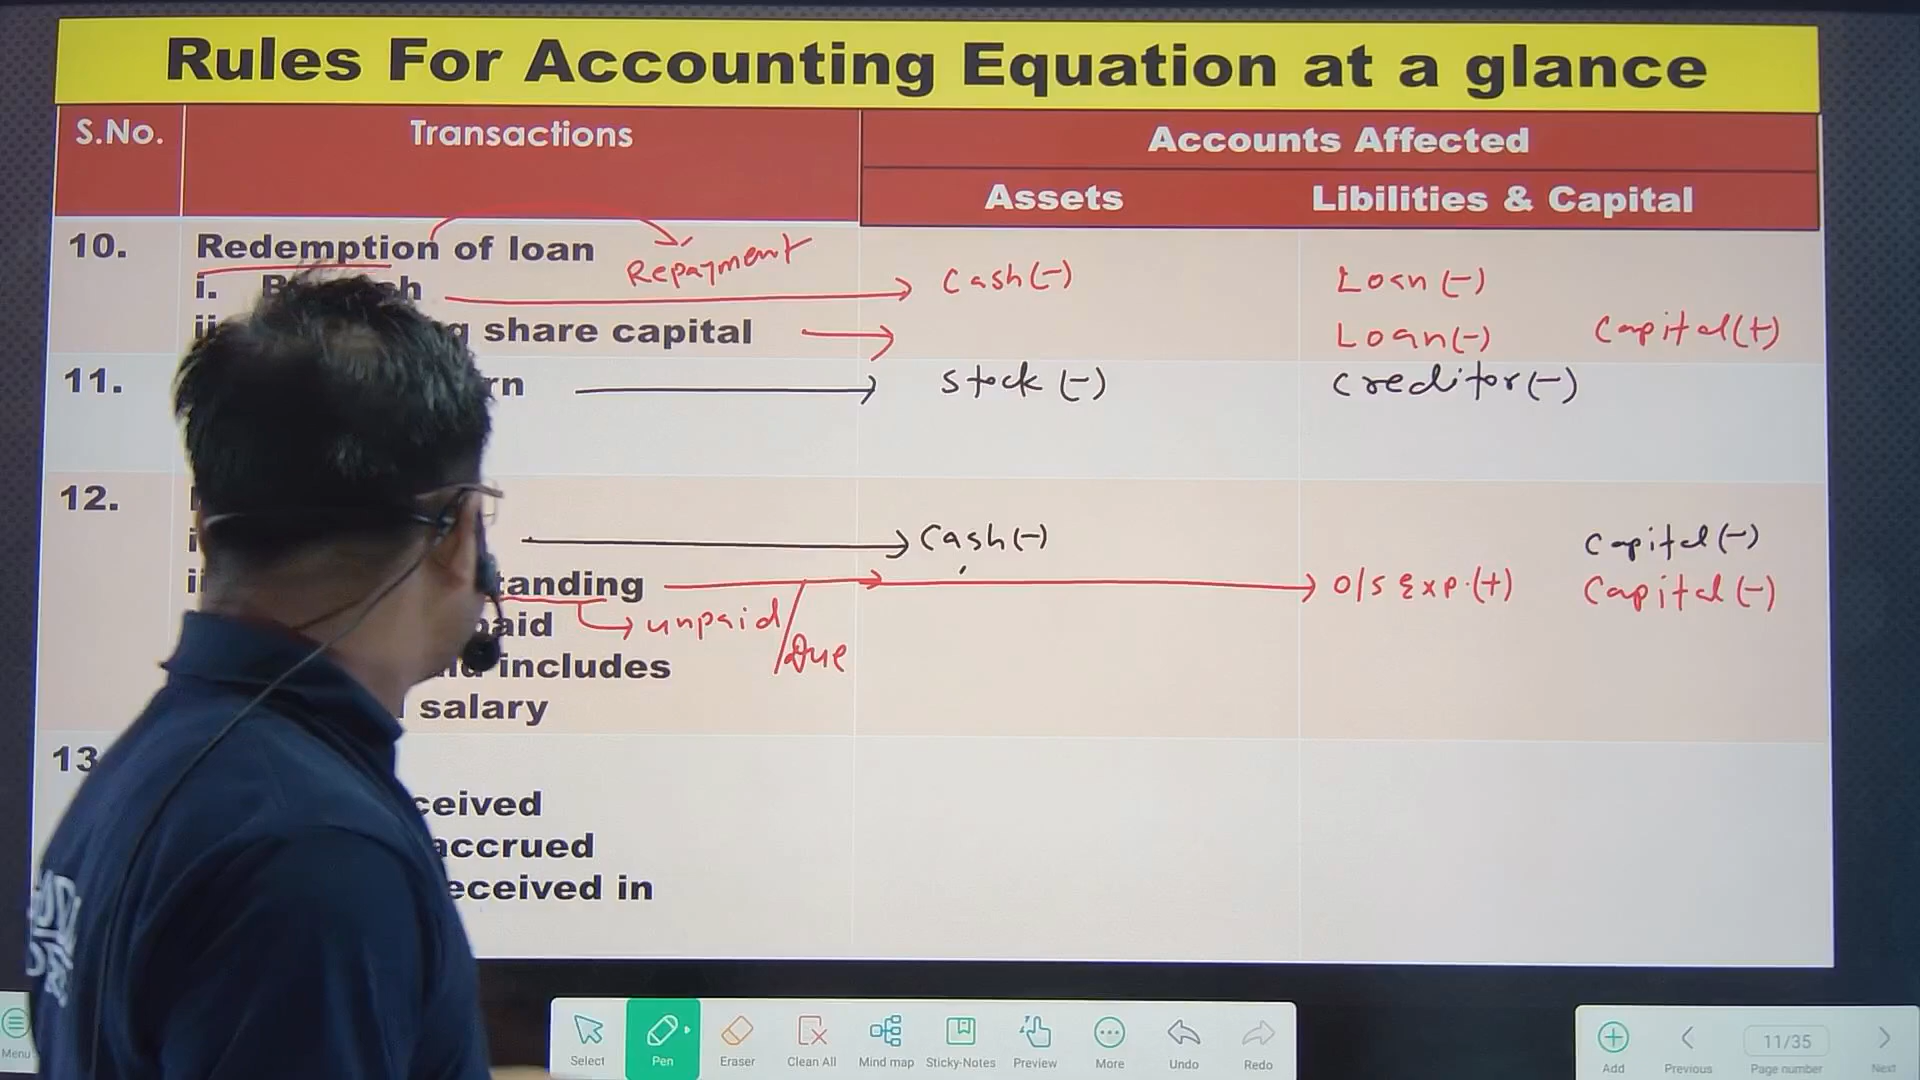 Rules For Accounting Equation at a glance
S.No. Transactions Accounts Affected
Assets Libilities & Capital
10. Redemption of loan
Repayment
i. Cash(-) Loan (-)
share capital Loan(-) Capital(+)
11. Stock (-) Creditor(-)
12.
Cash(-) Capital(-)
tanding O/S Exp.(+) Capital(-)
unpaid/Due
includes
salary
13
ceived
accrued
eceived in
Menu
Select Pen Eraser Clean All Mind map Sticky-Notes Preview More Undo Redo
Add Previous 11/35 Page number Next